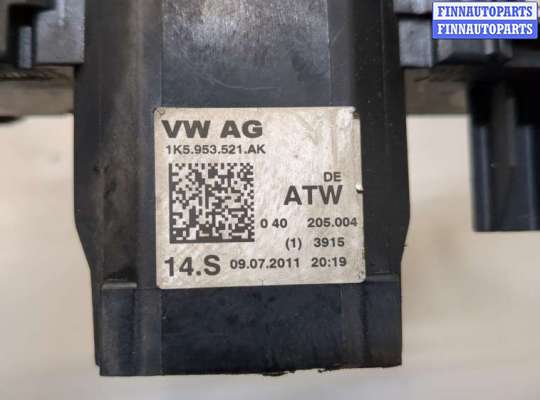 FINNAUTOPARTS
FINNAUTOPARTS
VW AG
1K5.953.521.AK
DE
ATW
0 40 205.004
(1) 3915
14.S 09.07.2011 20:19